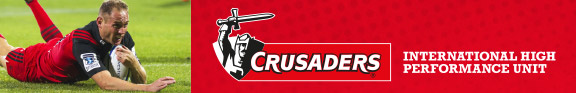 CRUSADERS
INTERNATIONAL HIGH
PERFORMANCE UNIT